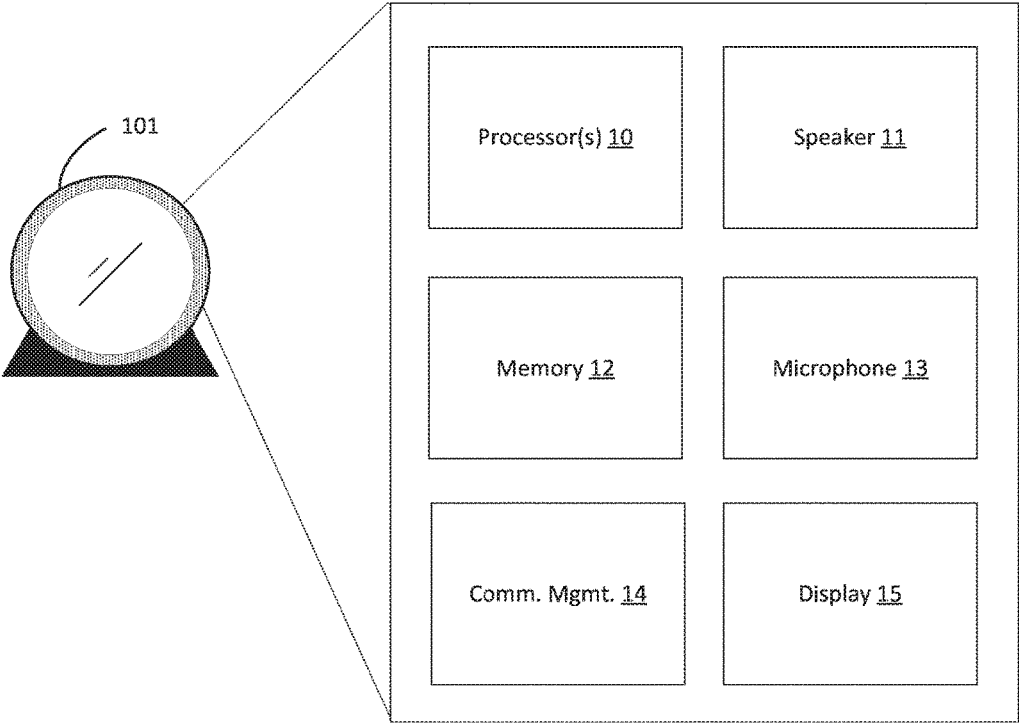 101
Processor(s) 10
Speaker 11
Memory 12
Microphone 13
Comm. Mgmt. 14
Display 15